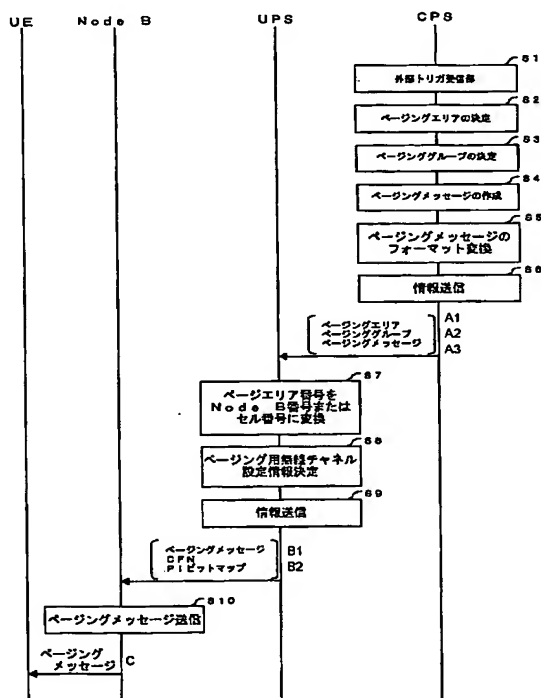 UE
Node B
UPS
CPS
S1
外部トリガ受信部
S2
ページングエリアの決定
S3
ページンググループの決定
S4
ページングメッセージの作成
S5
ページングメッセージの
フォーマット変換
S6
情報送信
ページングエリア
ページンググループ
ページングメッセージ
A1
A2
A3
S7
ページエリア番号を
Node B番号または
セル番号に変換
S8
ページング用無線チャネル
設定情報決定
S9
情報送信
ページングメッセージ
CFN
PIビットマップ
B1
B2
S10
ページングメッセージ送信
ページング
メッセージ
C